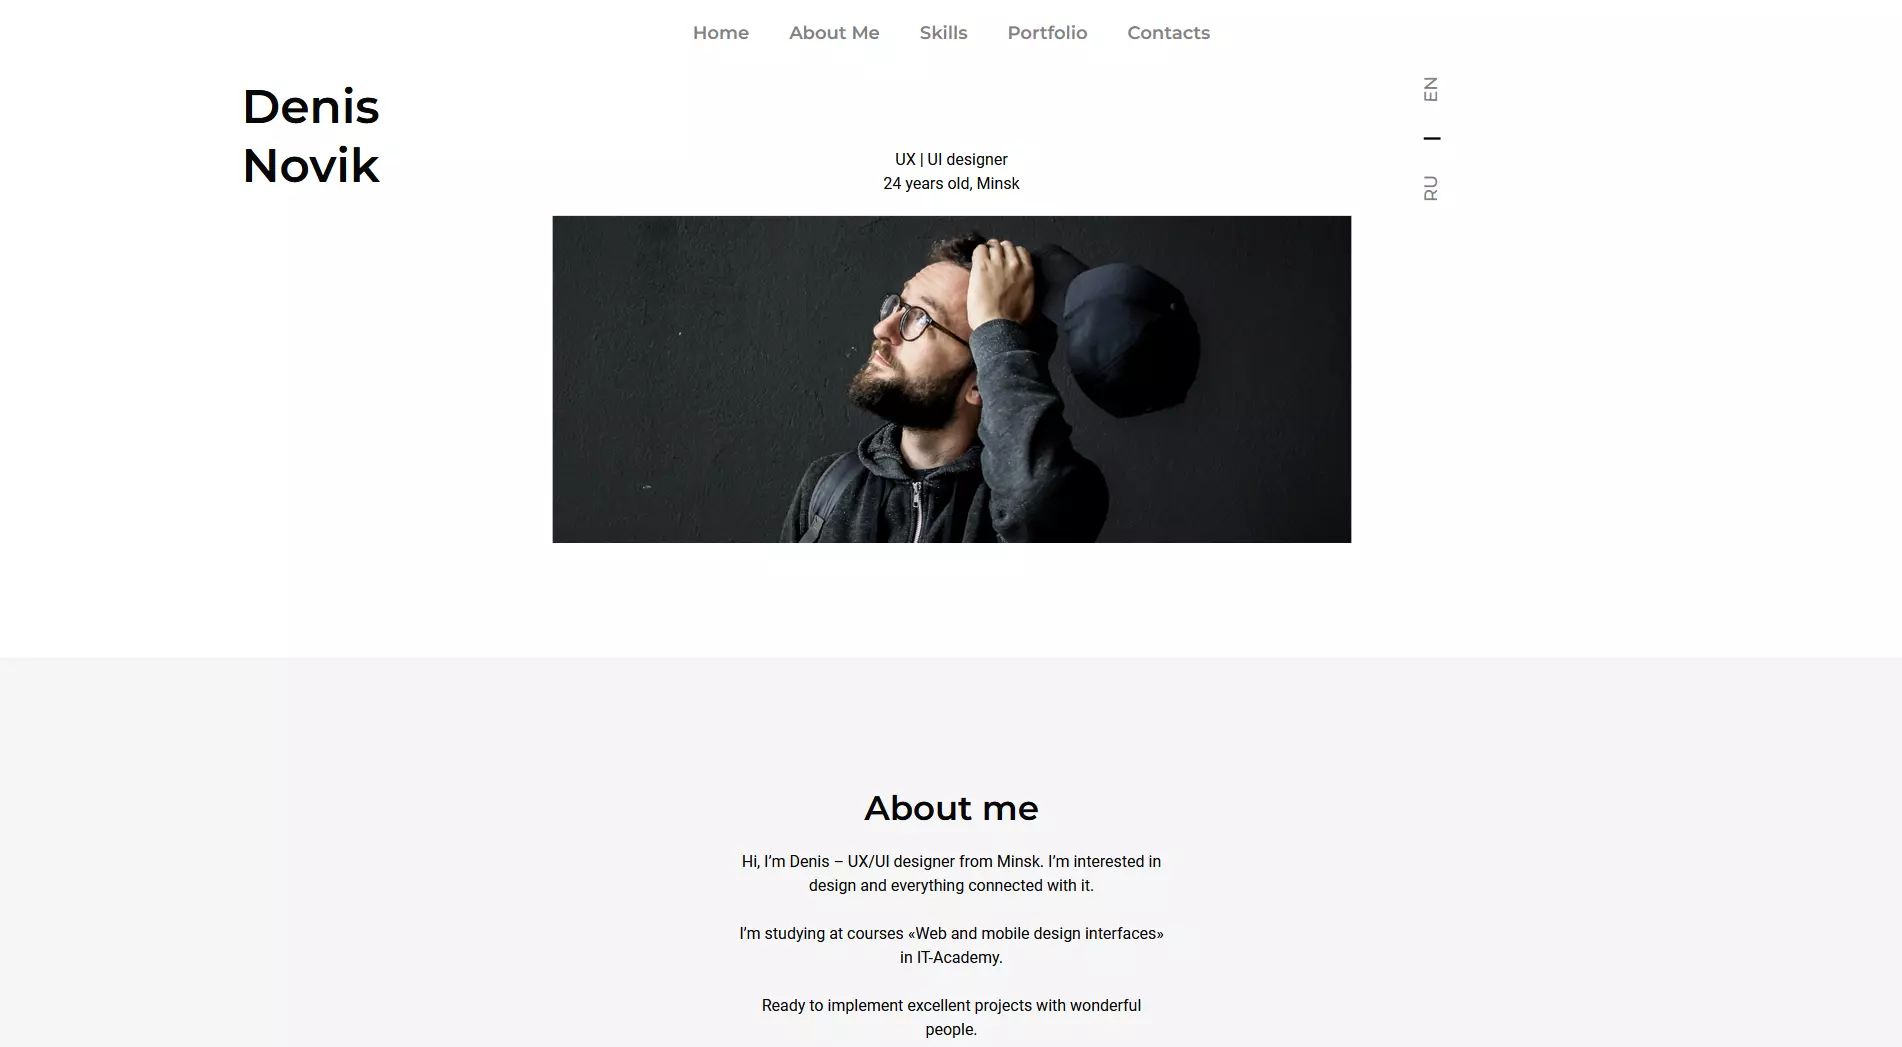 Home About Me Skills Portfolio Contacts
Denis
Novik
UX | UI designer
24 years old, Minsk
EN
RU
About me
Hi, I’m Denis – UX/UI designer from Minsk. I’m interested in
design and everything connected with it.
I’m studying at courses «Web and mobile design interfaces»
in IT-Academy.
Ready to implement excellent projects with wonderful
people.